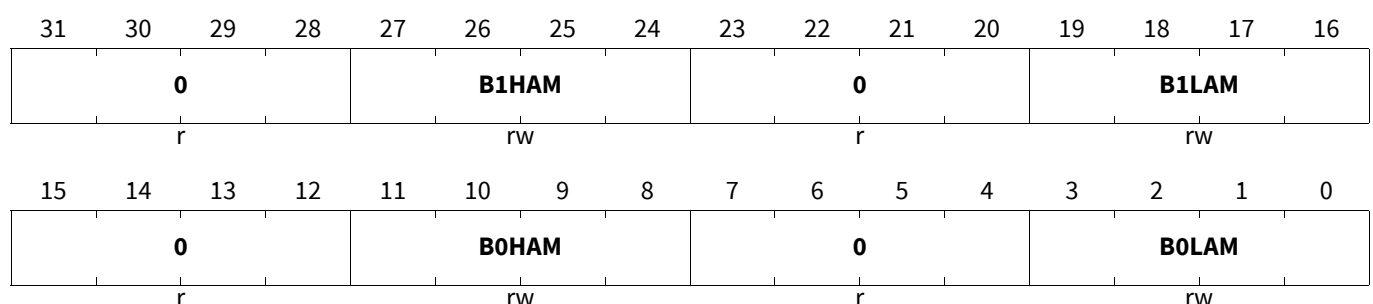 31 30 29 28 27 26 25 24 23 22 21 20 19 18 17 16
0 B1HAM 0 B1LAM
r rw r rw
15 14 13 12 11 10 9 8 7 6 5 4 3 2 1 0
0 B0HAM 0 B0LAM
r rw r rw